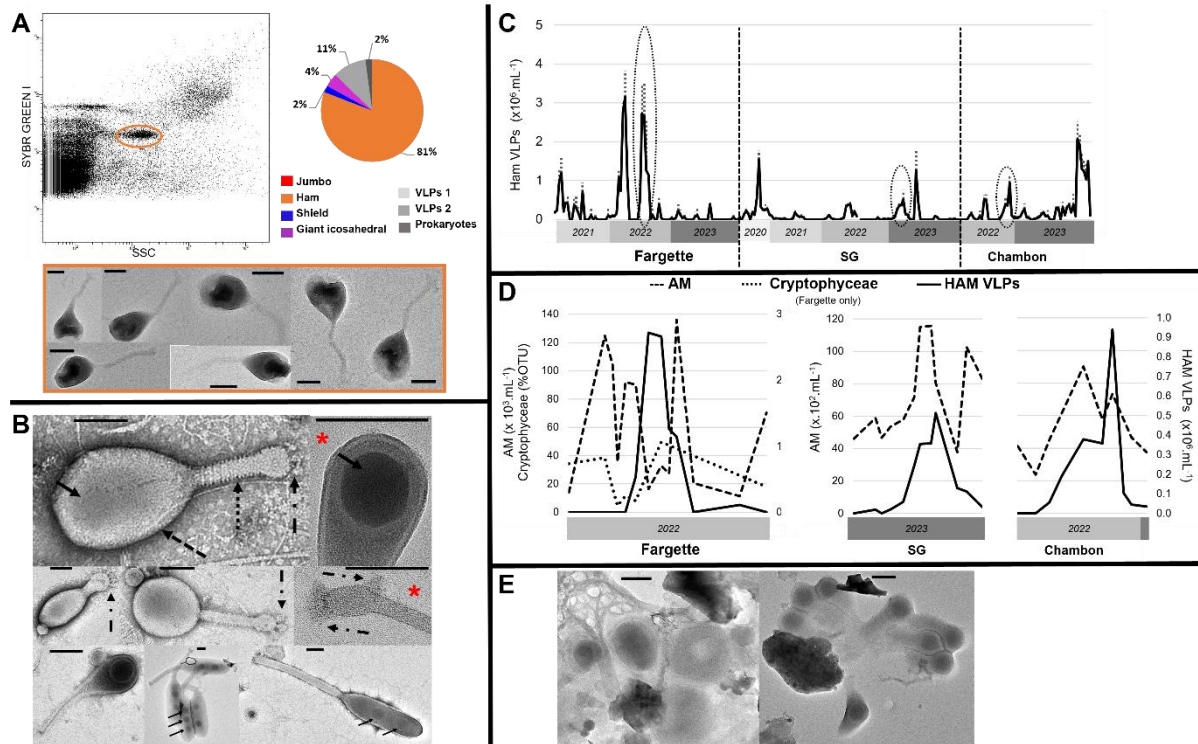 A
SYBR GREEN I
SSC
2%
11%
4%
2%
81%
Jumbo
Ham
Shield
Giant icosahedral
VLPs 1
VLPs 2
Prokaryotes
B
*
*
C
Ham VLPs (x10⁶.mL⁻¹)
5
4
3
2
1
0
2021 2022 2023 2020 2021 2022 2023 2022 2023
Fargette SG Chambon
D
AM Cryptophyceae HAM VLPs
(Fargette only)
AM (x 10³.mL⁻¹)
Cryptophyceae (%OTU)
140
120
100
80
60
40
20
0
3
2
1
0
2022
Fargette
AM (x.10².mL⁻¹)
120
100
80
60
40
20
0
2023
SG
1.0
0.9
0.8
0.7
0.6
0.5
0.4
0.3
0.2
0.1
0.0
HAM VLPs
(x10⁶.mL⁻¹)
2022
Chambon
E